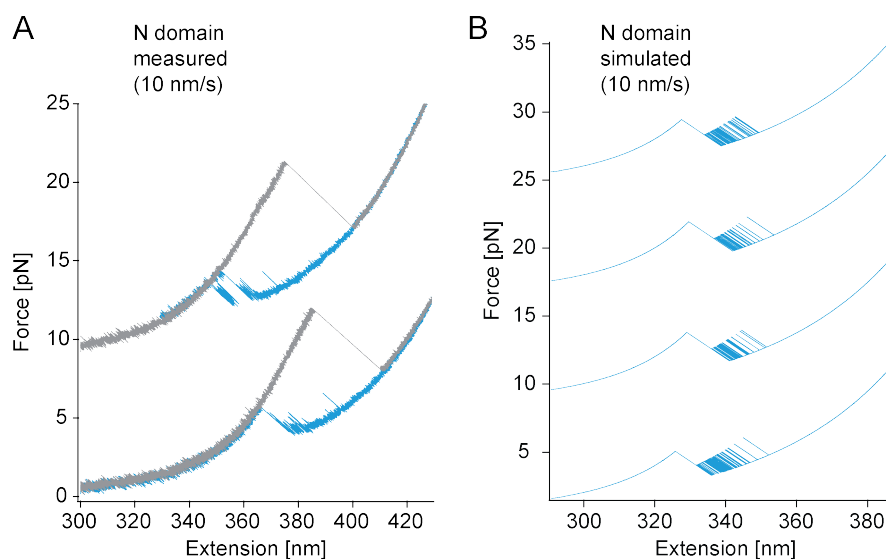 A
N domain
measured
(10 nm/s)
25
20
15
10
5
0
Force [pN]
300
320
340
360
380
400
420
Extension [nm]
B
N domain
simulated
(10 nm/s)
35
30
25
20
15
10
5
Force [pN]
300
320
340
360
380
Extension [nm]